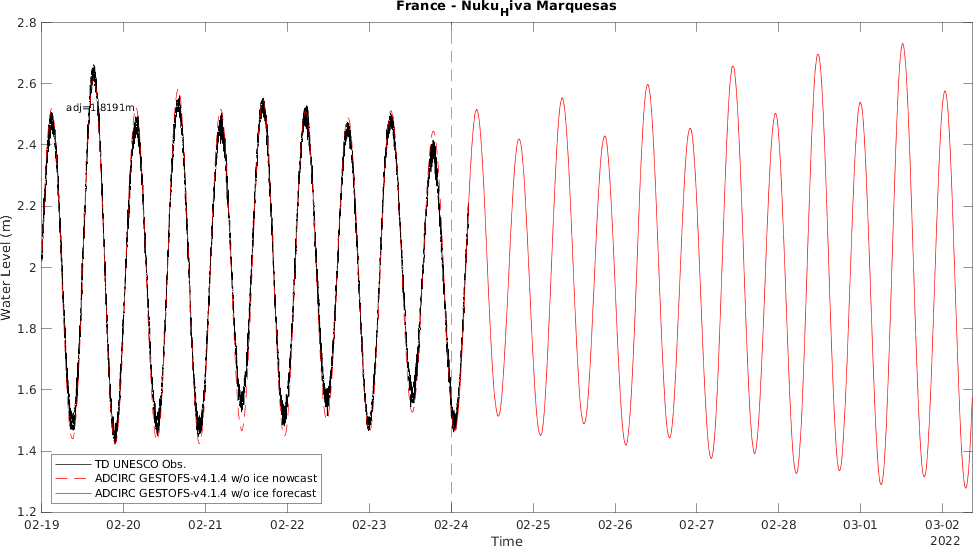 France - Nuku_Hiva Marquesas
2.8
2.6
adj=1.8191m
2.4
2.2
Water Level (m)
2
1.8
1.6
1.4
TD UNESCO Obs.
ADCIRC GESTOFS-v4.1.4 w/o ice nowcast
ADCIRC GESTOFS-v4.1.4 w/o ice forecast
1.2
02-19 02-20 02-21 02-22 02-23 02-24 02-25 02-26 02-27 02-28 03-01 03-02
Time
2022